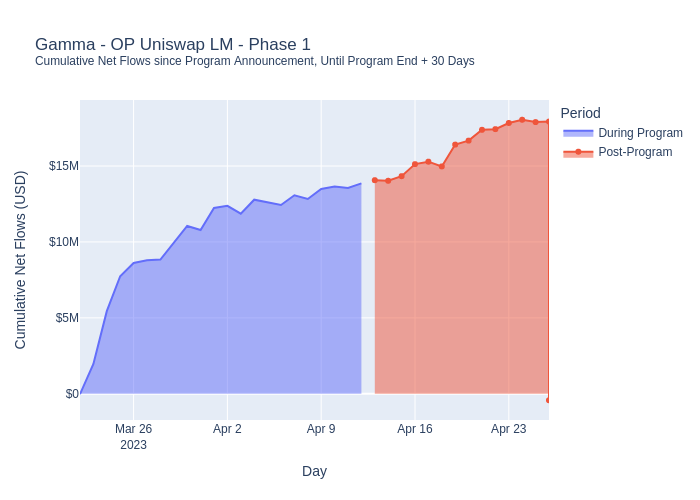 Gamma - OP Uniswap LM - Phase 1
Cumulative Net Flows since Program Announcement, Until Program End + 30 Days
Period
During Program
Post-Program
Cumulative Net Flows (USD)
$15M
$10M
$5M
$0
Mar 26
2023
Apr 2
Apr 9
Apr 16
Apr 23
Day